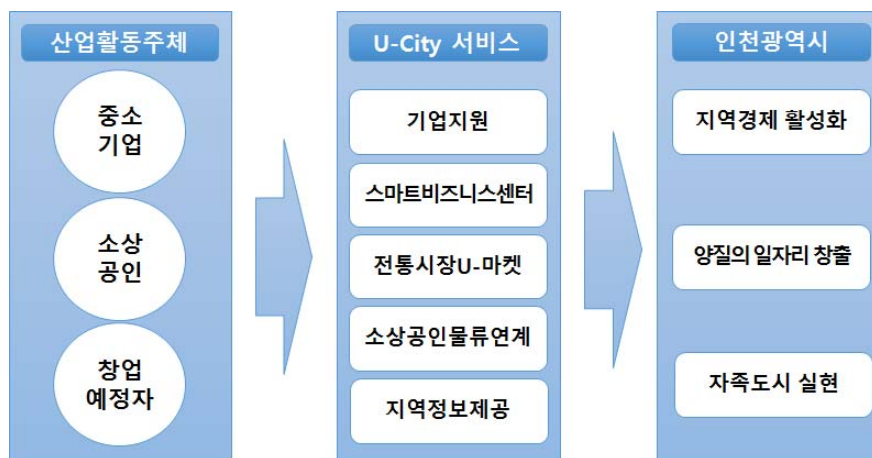 산업활동주체
중소
기업
소상
공인
창업
예정자
U-City 서비스
기업지원
스마트비즈니스센터
전통시장U-마켓
소상공인물류연계
지역정보제공
인천광역시
지역경제 활성화
양질의 일자리 창출
자족도시 실현